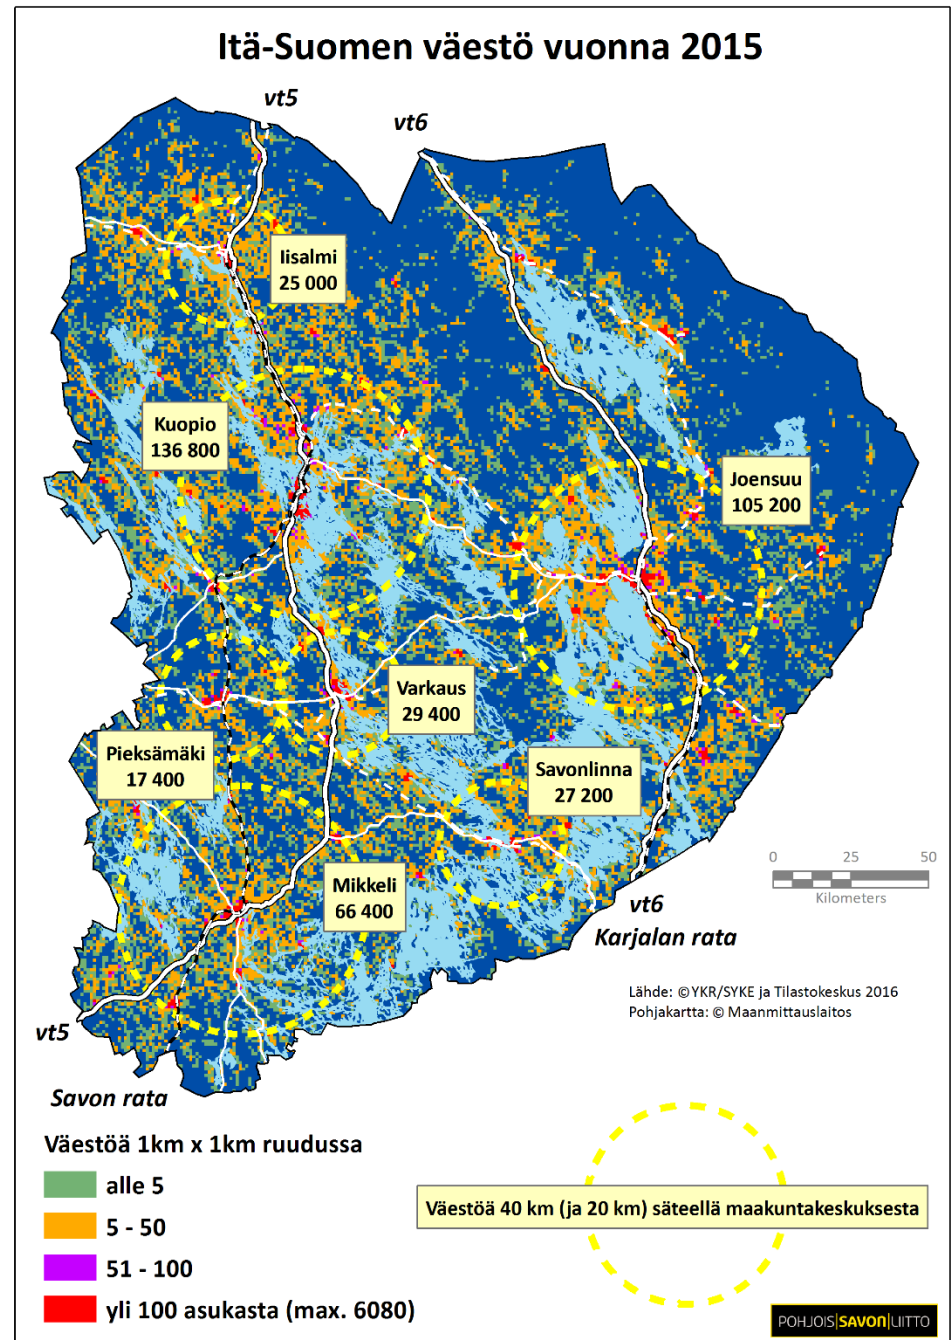 Itä-Suomen väestö vuonna 2015
vt5
vt6
Iisalmi
25 000
Kuopio
136 800
Joensuu
105 200
Varkaus
29 400
Pieksämäki
17 400
Savonlinna
27 200
Mikkeli
66 400
0 25 50
Kilometers
vt6
Karjalan rata
Lähde: ©YKR/SYKE ja Tilastokeskus 2016
Pohjakartta: © Maanmittauslaitos
vt5
Savon rata
Väestöä 1km x 1km ruudussa
alle 5
5 - 50
51 - 100
yli 100 asukasta (max. 6080)
Väestöä 40 km (ja 20 km) säteellä maakuntakeskuksesta
POHJOIS|SAVON|LIITTO